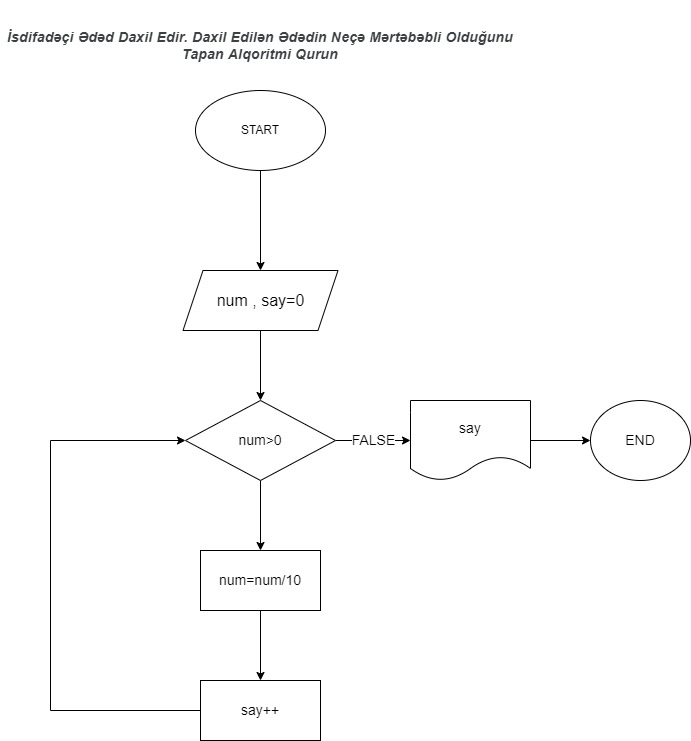 İsdifadəçi Ədəd Daxil Edir. Daxil Edilən Ədədin Neçə Mərtəbəbli Olduğunu
Tapan Alqoritmi Qurun
START
num , say=0
num>0
FALSE
say
END
num=num/10
say++